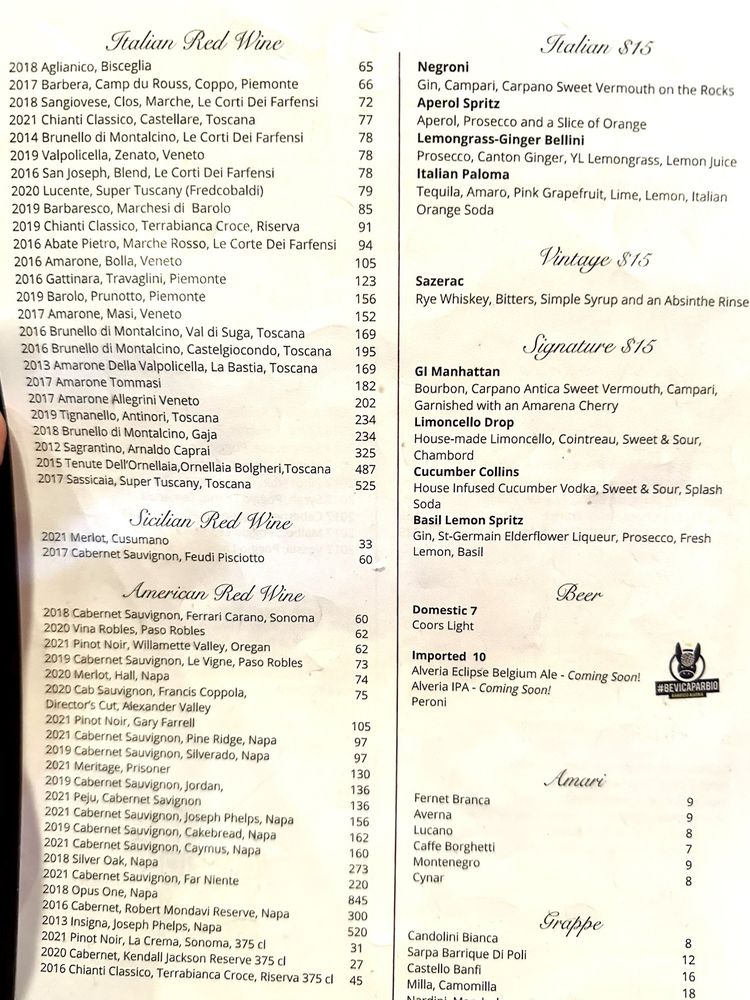 Italian Red Wine
2018 Aglianico, Bisceglia 65
2017 Barbera, Camp du Rouss, Coppo, Piemonte 66
2018 Sangiovese, Clos, Marche, Le Corti Dei Farfensi 72
2021 Chianti Classico, Castellare, Toscana 77
2014 Brunello di Montalcino, Le Corti Dei Farfensi 78
2019 Valpolicella, Zenato, Veneto 78
2016 San Joseph, Blend, Le Corti Dei Farfensi 78
2020 Lucente, Super Tuscany (Fredcobaldi) 79
2019 Barbaresco, Marchesi di Barolo 85
2019 Chianti Classico, Terrabianca Croce, Riserva 91
2016 Abate Pietro, Marche Rosso, Le Corte Dei Farfensi 94
2016 Amarone, Bolla, Veneto 105
2016 Gattinara, Travaglini, Piemonte 123
2019 Barolo, Prunotto, Piemonte 156
2017 Amarone, Masi, Veneto 152
2016 Brunello di Montalcino, Val di Suga, Toscana 169
2016 Brunello di Montalcino, Castelgiocondo, Toscana 195
2013 Amarone Della Valpolicella, La Bastia, Toscana 169
2017 Amarone Tommasi 182
2017 Amarone Allegrini Veneto 202
2019 Tignanello, Antinori, Toscana 234
2018 Brunello di Montalcino, Gaja 234
2012 Sagrantino, Arnaldo Caprai 325
2015 Tenute Dell'Ornellaia,Ornellaia Bolgheri,Toscana 487
2017 Sassicaia, Super Tuscany, Toscana 525
Sicilian Red Wine
2021 Merlot, Cusumano 33
2017 Cabernet Sauvignon, Feudi Pisciotto 60
American Red Wine
2018 Cabernet Sauvignon, Ferrari Carano, Sonoma 60
2020 Vina Robles, Paso Robles 62
2021 Pinot Noir, Willamette Valley, Oregan 62
2019 Cabernet Sauvignon, Le Vigne, Paso Robles 73
2020 Merlot, Hall, Napa 74
2020 Cab Sauvignon, Francis Coppola, 75
Director's Cut, Alexander Valley
2021 Pinot Noir, Gary Farrell 105
2021 Cabernet Sauvignon, Pine Ridge, Napa 97
2019 Cabernet Sauvignon, Silverado, Napa 97
2021 Meritage, Prisoner 130
2019 Cabernet Sauvignon, Jordan, 136
2021 Peju, Cabernet Savignon 136
2021 Cabernet Sauvignon, Joseph Phelps, Napa 156
2019 Cabernet Sauvignon, Cakebread, Napa 162
2021 Cabernet Sauvignon, Caymus, Napa 160
2018 Silver Oak, Napa 273
2021 Cabernet Sauvignon, Far Niente 220
2018 Opus One, Napa 845
2016 Cabernet, Robert Mondavi Reserve, Napa 300
2013 Insigna, Joseph Phelps, Napa 520
2021 Pinot Noir, La Crema, Sonoma, 375 cl 31
2020 Cabernet, Kendall Jackson Reserve 375 cl 27
2016 Chianti Classico, Terrabianca Croce, Riserva 375 cl 45
Italian $15
Negroni
Gin, Campari, Carpano Sweet Vermouth on the Rocks
Aperol Spritz
Aperol, Prosecco and a Slice of Orange
Lemongrass-Ginger Bellini
Prosecco, Canton Ginger, YL Lemongrass, Lemon Juice
Italian Paloma
Tequila, Amaro, Pink Grapefruit, Lime, Lemon, Italian
Orange Soda
Vintage $15
Sazerac
Rye Whiskey, Bitters, Simple Syrup and an Absinthe Rinse
Signature $15
GI Manhattan
Bourbon, Carpano Antica Sweet Vermouth, Campari,
Garnished with an Amarena Cherry
Limoncello Drop
House-made Limoncello, Cointreau, Sweet & Sour,
Chambord
Cucumber Collins
House Infused Cucumber Vodka, Sweet & Sour, Splash
Soda
Basil Lemon Spritz
Gin, St-Germain Elderflower Liqueur, Prosecco, Fresh
Lemon, Basil
Beer
Domestic 7
Coors Light
Imported 10
Alveria Eclipse Belgium Ale - Coming Soon!
Alveria IPA - Coming Soon!
Peroni
#BEVICAPARBIO
Amari
Fernet Branca 9
Averna 9
Lucano 8
Caffe Borghetti 7
Montenegro 9
Cynar 8
Grappe
Candolini Bianca 8
Sarpa Barrique Di Poli 12
Castello Banfi 16
Milla, Camomilla 18